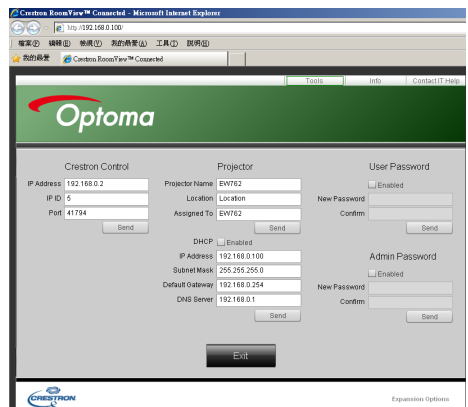 Crestron RoomView™ Connected - Microsoft Internet Explorer
http://192.168.0.100/
檔案(F) 編輯(E) 檢視(V) 我的最愛(A) 工具(T) 說明(H)
我的最愛 Crestron RoomView™ Connected
Tools Info Contact IT Help
Optoma
Crestron Control
IP Address 192.168.0.2
IP ID 5
Port 41794
Send
Projector
Projector Name EW762
Location Location
Assigned To EW762
Send
DHCP Enabled
IP Address 192.168.0.100
Subnet Mask 255.255.255.0
Default Gateway 192.168.0.254
DNS Server 192.168.0.1
Send
User Password
Enabled
New Password
Confirm
Send
Admin Password
Enabled
New Password
Confirm
Send
Exit
CRESTRON
Expansion Options